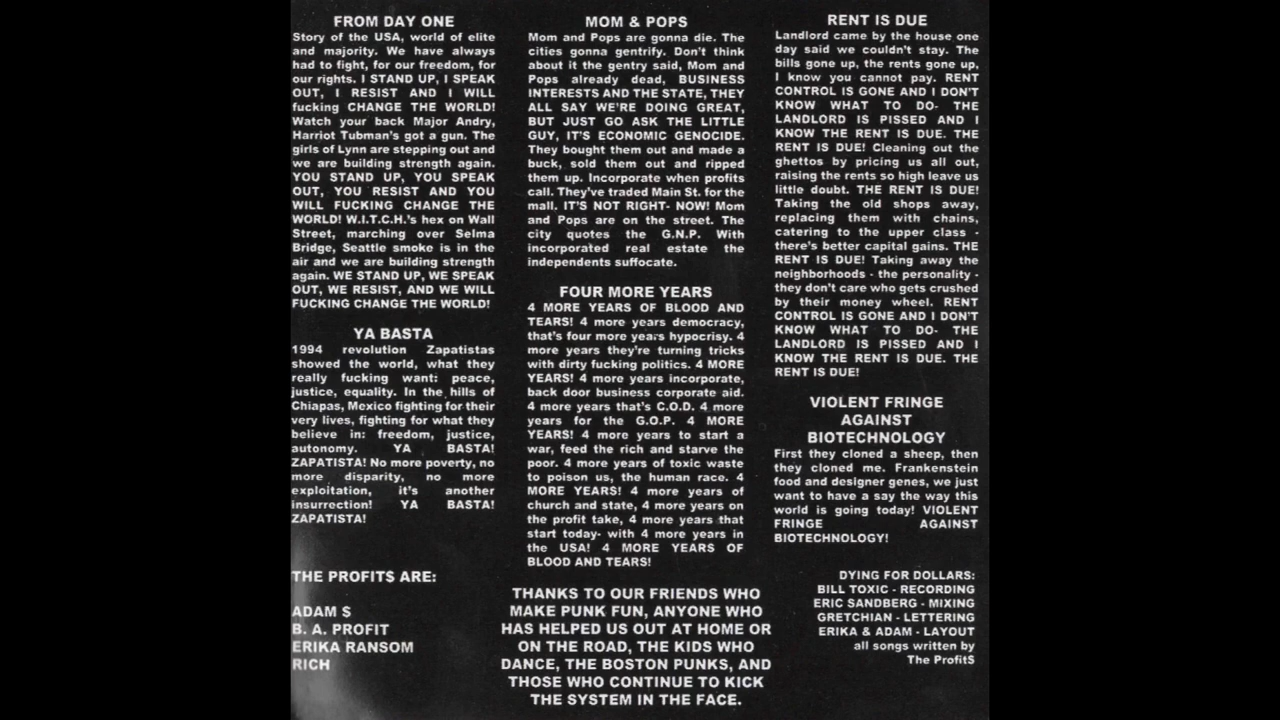 FROM DAY ONE
Story of the USA, world of elite
and majority. We have always
had to fight, for our freedom, for
our rights. I STAND UP, I SPEAK
OUT, I RESIST AND I WILL
fucking CHANGE THE WORLD!
Watch your back Major Andry,
Harriot Tubman's got a gun. The
girls of Lynn are stepping out and
we are building strength again.
YOU STAND UP, YOU SPEAK
OUT, YOU RESIST AND YOU
WILL FUCKING CHANGE THE
WORLD! W.I.T.C.H.'s hex on Wall
Street, marching over Selma
Bridge, Seattle smoke is in the
air and we are building strength
again. WE STAND UP, WE SPEAK
OUT, WE RESIST, AND WE WILL
FUCKING CHANGE THE WORLD!
YA BASTA
1994 revolution Zapatistas
showed the world, what they
really fucking want: peace,
justice, equality. In the hills of
Chiapas, Mexico fighting for their
very lives, fighting for what they
believe in: freedom, justice,
autonomy. YA BASTA!
ZAPATISTA! No more poverty, no
more disparity, no more
exploitation, it's another
insurrection! YA BASTA!
ZAPATISTA!
THE PROFIT$ ARE:
ADAM $
B. A. PROFIT
ERIKA RANSOM
RICH
MOM & POPS
Mom and Pops are gonna die. The
cities gonna gentrify. Don't think
about it the gentry said, Mom and
Pops already dead, BUSINESS
INTERESTS AND THE STATE, THEY
ALL SAY WE'RE DOING GREAT,
BUT JUST GO ASK THE LITTLE
GUY, IT'S ECONOMIC GENOCIDE.
They bought them out and made a
buck, sold them out and ripped
them up. Incorporate when profits
call. They've traded Main St. for the
mall. IT'S NOT RIGHT- NOW! Mom
and Pops are on the street. The
city quotes the G.N.P. With
incorporated real estate the
independents suffocate.
FOUR MORE YEARS
4 MORE YEARS OF BLOOD AND
TEARS! 4 more years democracy,
that's four more years hypocrisy. 4
more years they're turning tricks
with dirty fucking politics. 4 MORE
YEARS! 4 more years incorporate,
back door business corporate aid.
4 more years that's C.O.D. 4 more
years for the G.O.P. 4 MORE
YEARS! 4 more years to start a
war, feed the rich and starve the
poor. 4 more years of toxic waste
to poison us, the human race. 4
MORE YEARS! 4 more years of
church and state, 4 more years on
the profit take, 4 more years that
start today- with 4 more years in
the USA! 4 MORE YEARS OF
BLOOD AND TEARS!
THANKS TO OUR FRIENDS WHO
MAKE PUNK FUN, ANYONE WHO
HAS HELPED US OUT AT HOME OR
ON THE ROAD, THE KIDS WHO
DANCE, THE BOSTON PUNKS, AND
THOSE WHO CONTINUE TO KICK
THE SYSTEM IN THE FACE.
RENT IS DUE
Landlord came by the house one
day said we couldn't stay. The
bills gone up, the rents gone up,
I know you cannot pay. RENT
CONTROL IS GONE AND I DON'T
KNOW WHAT TO DO- THE
LANDLORD IS PISSED AND I
KNOW THE RENT IS DUE. THE
RENT IS DUE! Cleaning out the
ghettos by pricing us all out,
raising the rents so high leave us
little doubt. THE RENT IS DUE!
Taking the old shops away,
replacing them with chains,
catering to the upper class -
there's better capital gains. THE
RENT IS DUE! Taking away the
neighborhoods - the personality -
they don't care who gets crushed
by their money wheel. RENT
CONTROL IS GONE AND I DON'T
KNOW WHAT TO DO- THE
LANDLORD IS PISSED AND I
KNOW THE RENT IS DUE. THE
RENT IS DUE!
VIOLENT FRINGE
AGAINST
BIOTECHNOLOGY
First they cloned a sheep, then
they cloned me. Frankenstein
food and designer genes, we just
want to have a say the way this
world is going today! VIOLENT
FRINGE AGAINST
BIOTECHNOLOGY!
DYING FOR DOLLARS:
BILL TOXIC - RECORDING
ERIC SANDBERG - MIXING
GRETCHIAN - LETTERING
ERIKA & ADAM - LAYOUT
all songs written by
The Profit$